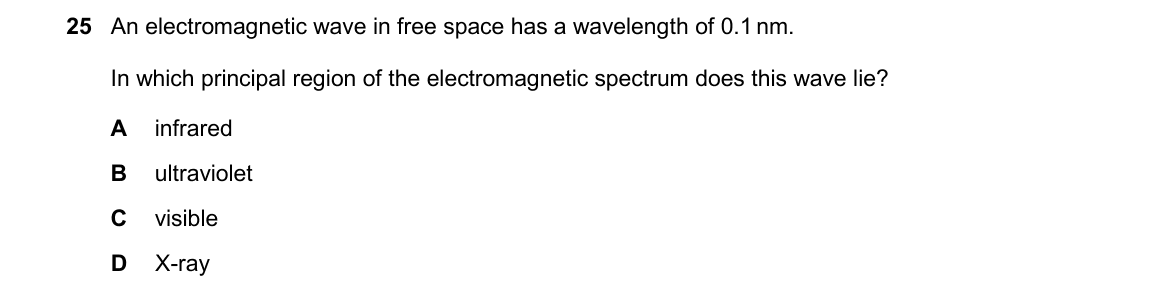 25 An electromagnetic wave in free space has a wavelength of 0.1 nm.
In which principal region of the electromagnetic spectrum does this wave lie?
A infrared
B ultraviolet
C visible
D X-ray